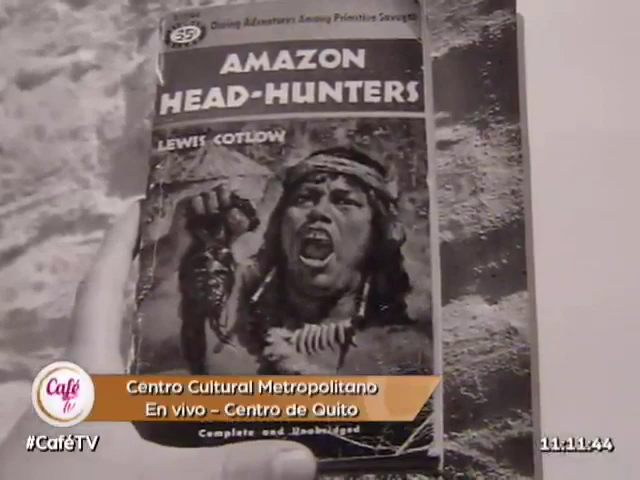 35¢
Daring Adventures Among Primitive Savages
AMAZON
HEAD-HUNTERS
LEWIS COTLOW
Café
tv
Centro Cultural Metropolitano
En vivo – Centro de Quito
Complete and Unabridged
#CaféTV
11:11:44